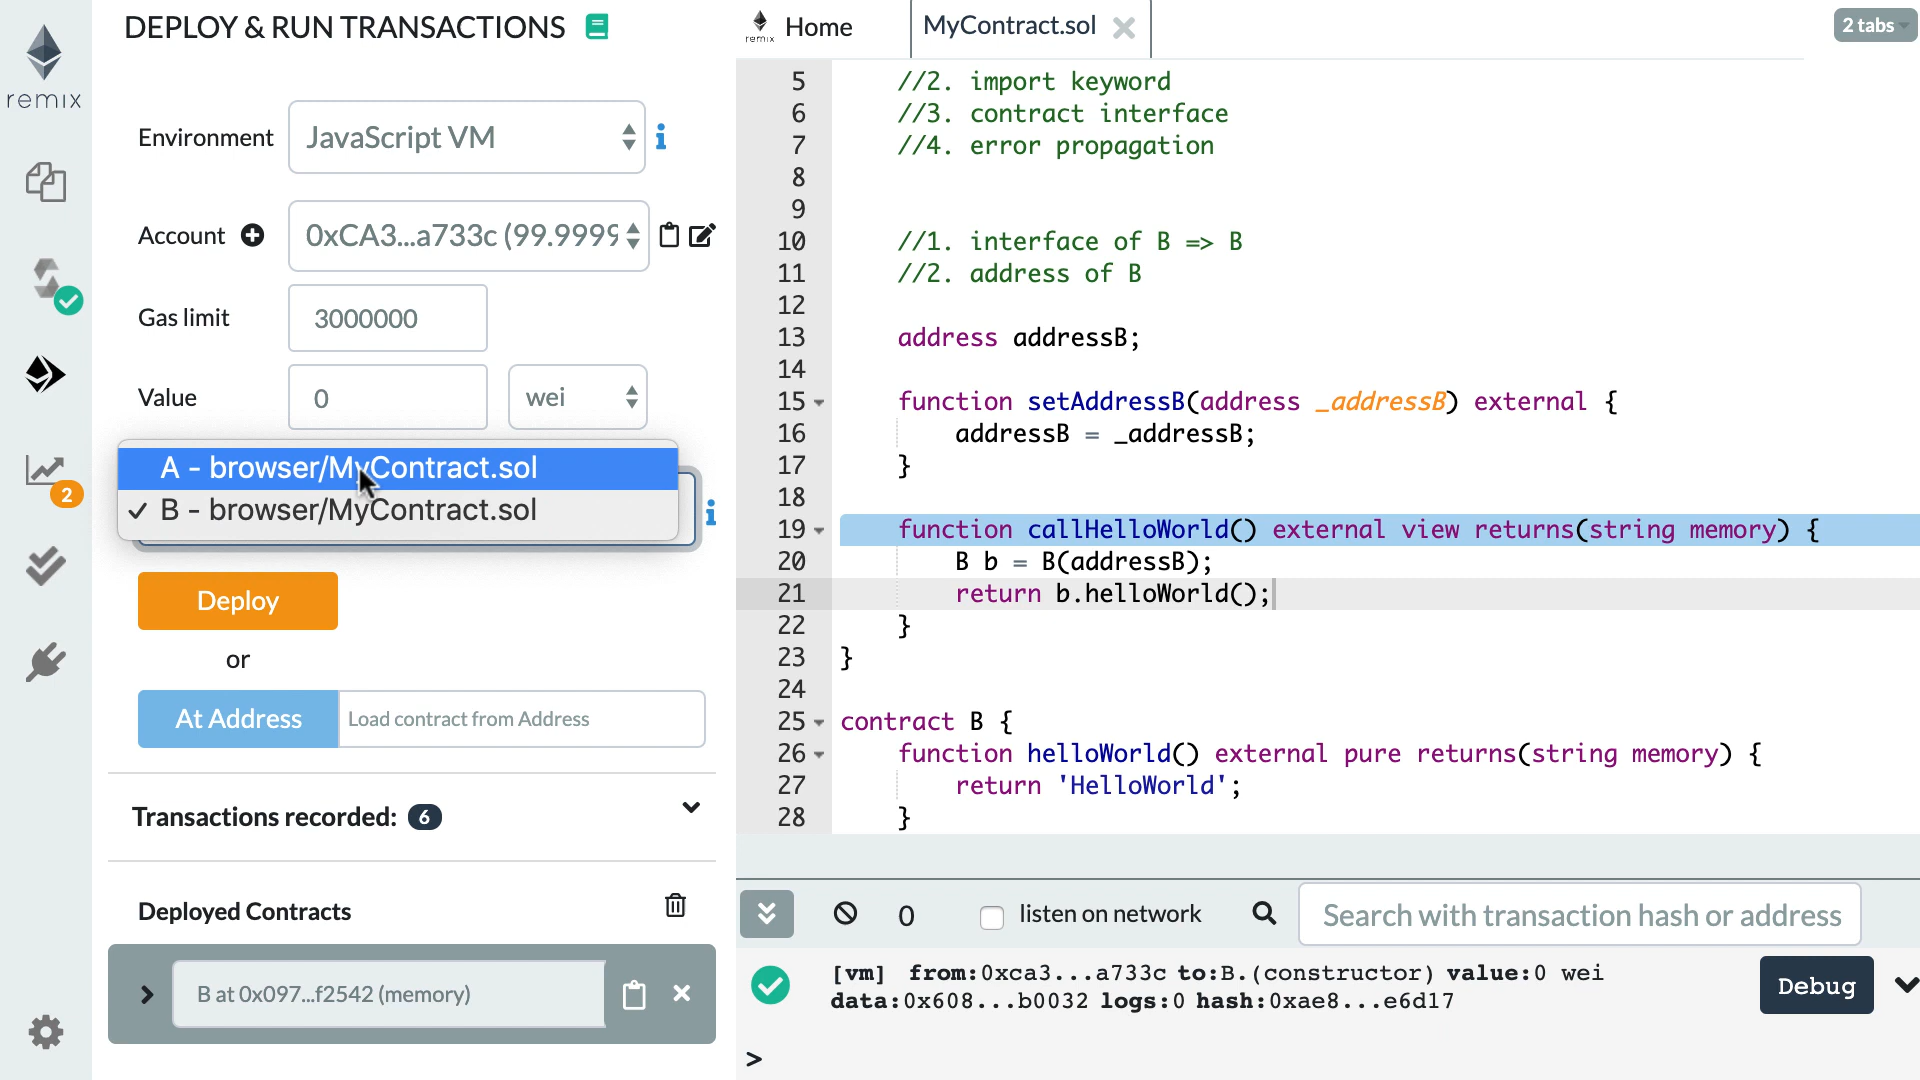 remix
2
DEPLOY & RUN TRANSACTIONS
Environment JavaScript VM
Account 0xCA3...a733c (99.9999
Gas limit 3000000
Value 0 wei
A - browser/MyContract.sol
✓ B - browser/MyContract.sol
Deploy
or
At Address Load contract from Address
Transactions recorded: 6
Deployed Contracts
B at 0x097...f2542 (memory)
remix Home MyContract.sol
2 tabs
5 //2. import keyword
6 //3. contract interface
7 //4. error propagation
8
9
10 //1. interface of B => B
11 //2. address of B
12
13 address addressB;
14
15 function setAddressB(address _addressB) external {
16 addressB = _addressB;
17 }
18
19 function callHelloWorld() external view returns(string memory) {
20 B b = B(addressB);
21 return b.helloWorld();
22 }
23 }
24
25 contract B {
26 function helloWorld() external pure returns(string memory) {
27 return 'HelloWorld';
28 }
0 listen on network Search with transaction hash or address
[vm] from:0xca3...a733c to:B.(constructor) value:0 wei
data:0x608...b0032 logs:0 hash:0xae8...e6d17
Debug
>